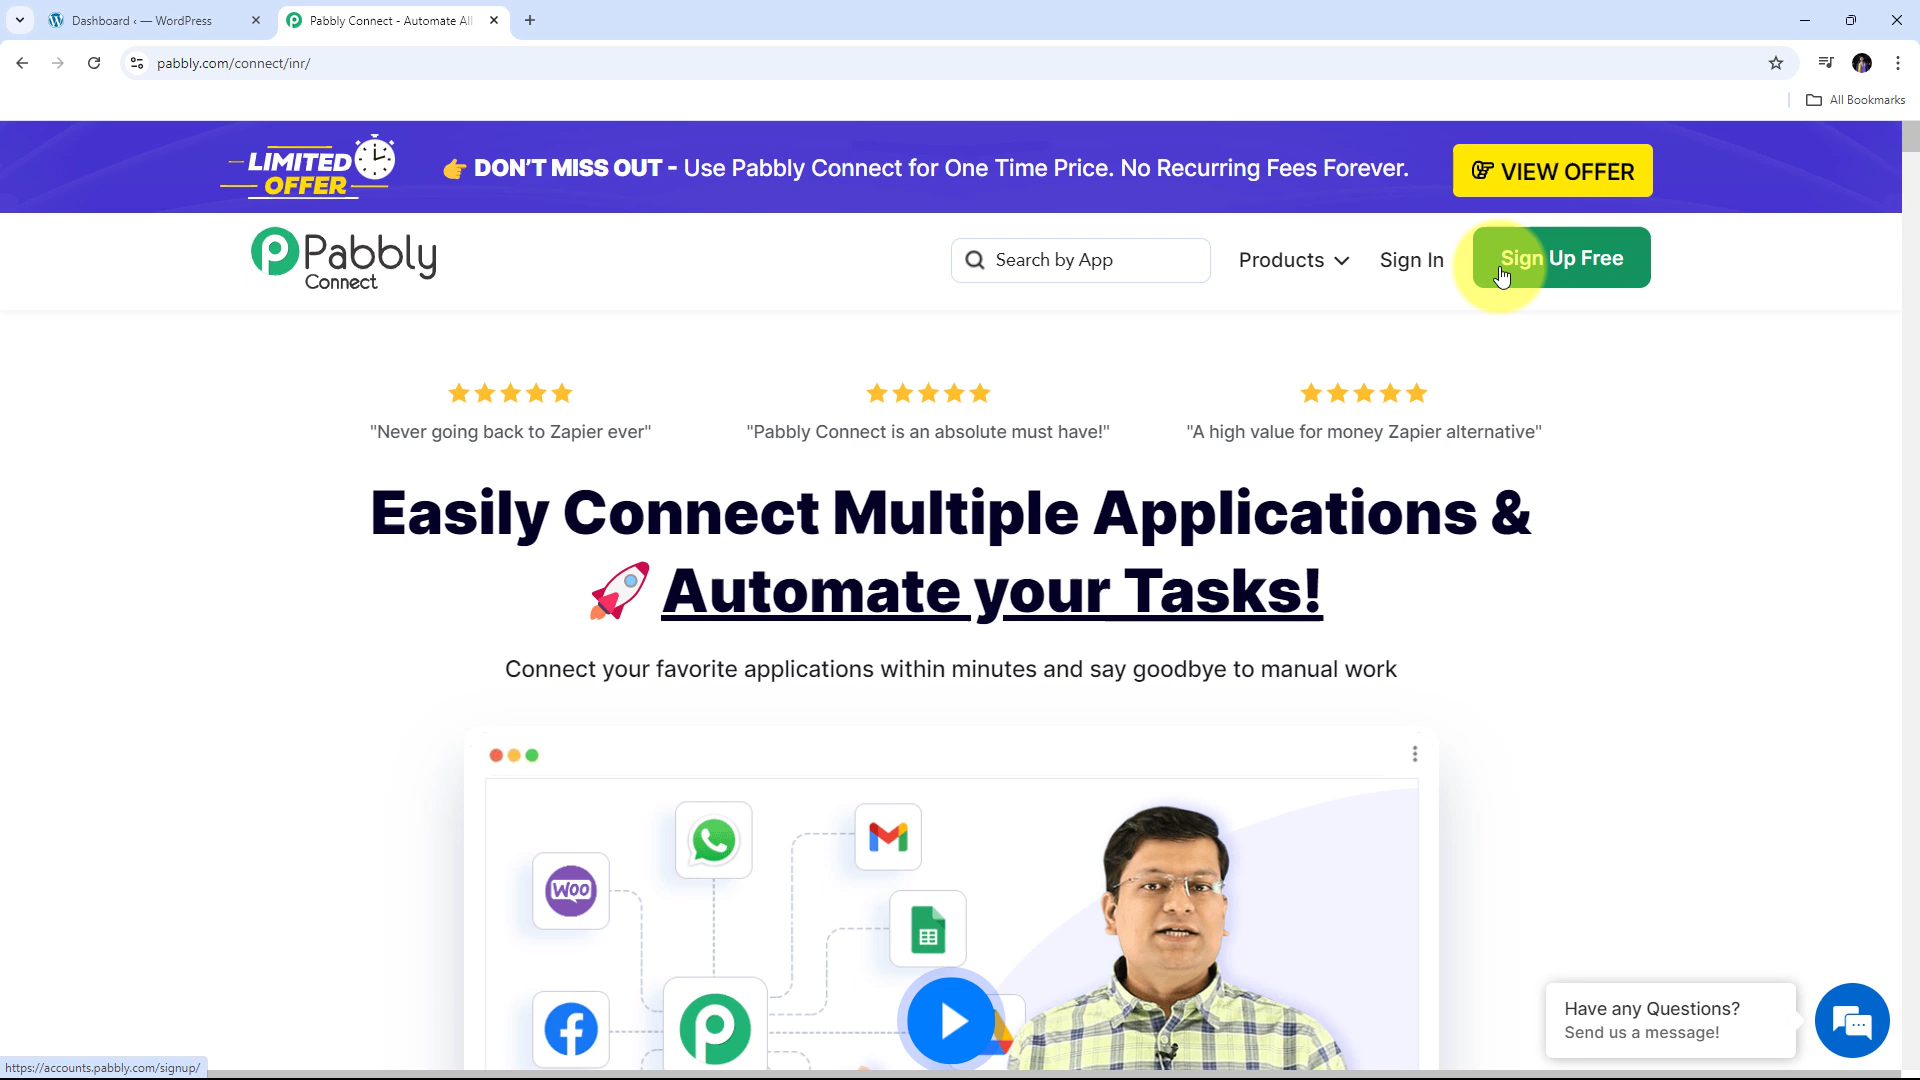 Dashboard ‹ — WordPress
Pabbly Connect - Automate All
pabbly.com/connect/inr/
All Bookmarks
LIMITED
OFFER
DON'T MISS OUT - Use Pabbly Connect for One Time Price. No Recurring Fees Forever.
VIEW OFFER
Pabbly
Connect
Search by App
Products
Sign In
Sign Up Free
"Never going back to Zapier ever"
"Pabbly Connect is an absolute must have!"
"A high value for money Zapier alternative"
Easily Connect Multiple Applications &
Automate your Tasks!
Connect your favorite applications within minutes and say goodbye to manual work
WOO
Have any Questions?
Send us a message!
https://accounts.pabbly.com/signup/